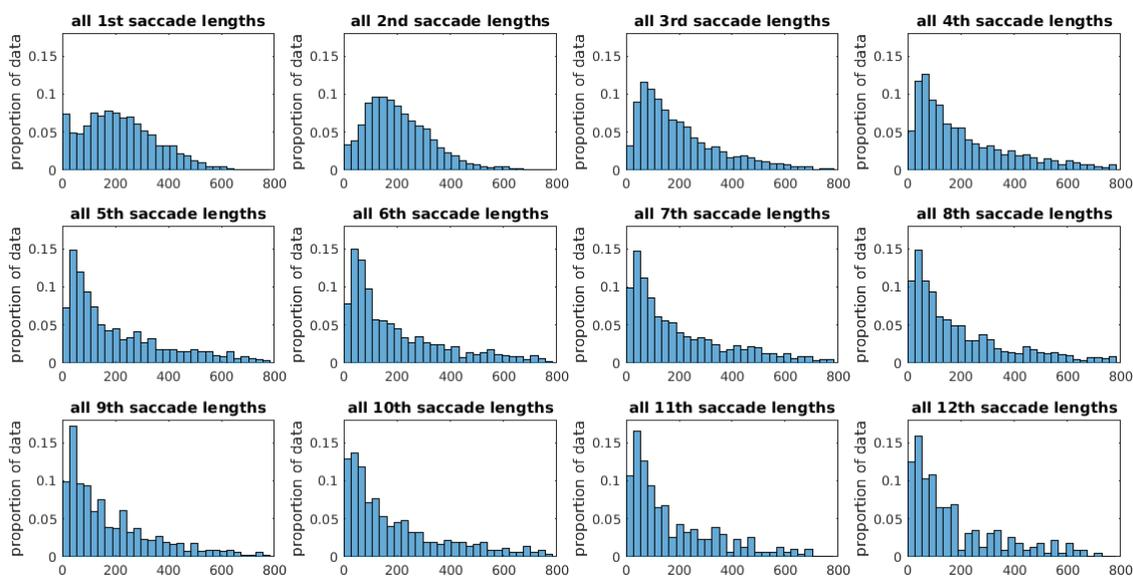 all 1st saccade lengths
proportion of data
0.15
0.1
0.05
0
0 200 400 600 800
all 2nd saccade lengths
proportion of data
0.15
0.1
0.05
0
0 200 400 600 800
all 3rd saccade lengths
proportion of data
0.15
0.1
0.05
0
0 200 400 600 800
all 4th saccade lengths
proportion of data
0.15
0.1
0.05
0
0 200 400 600 800
all 5th saccade lengths
proportion of data
0.15
0.1
0.05
0
0 200 400 600 800
all 6th saccade lengths
proportion of data
0.15
0.1
0.05
0
0 200 400 600 800
all 7th saccade lengths
proportion of data
0.15
0.1
0.05
0
0 200 400 600 800
all 8th saccade lengths
proportion of data
0.15
0.1
0.05
0
0 200 400 600 800
all 9th saccade lengths
proportion of data
0.15
0.1
0.05
0
0 200 400 600 800
all 10th saccade lengths
proportion of data
0.15
0.1
0.05
0
0 200 400 600 800
all 11th saccade lengths
proportion of data
0.15
0.1
0.05
0
0 200 400 600 800
all 12th saccade lengths
proportion of data
0.15
0.1
0.05
0
0 200 400 600 800